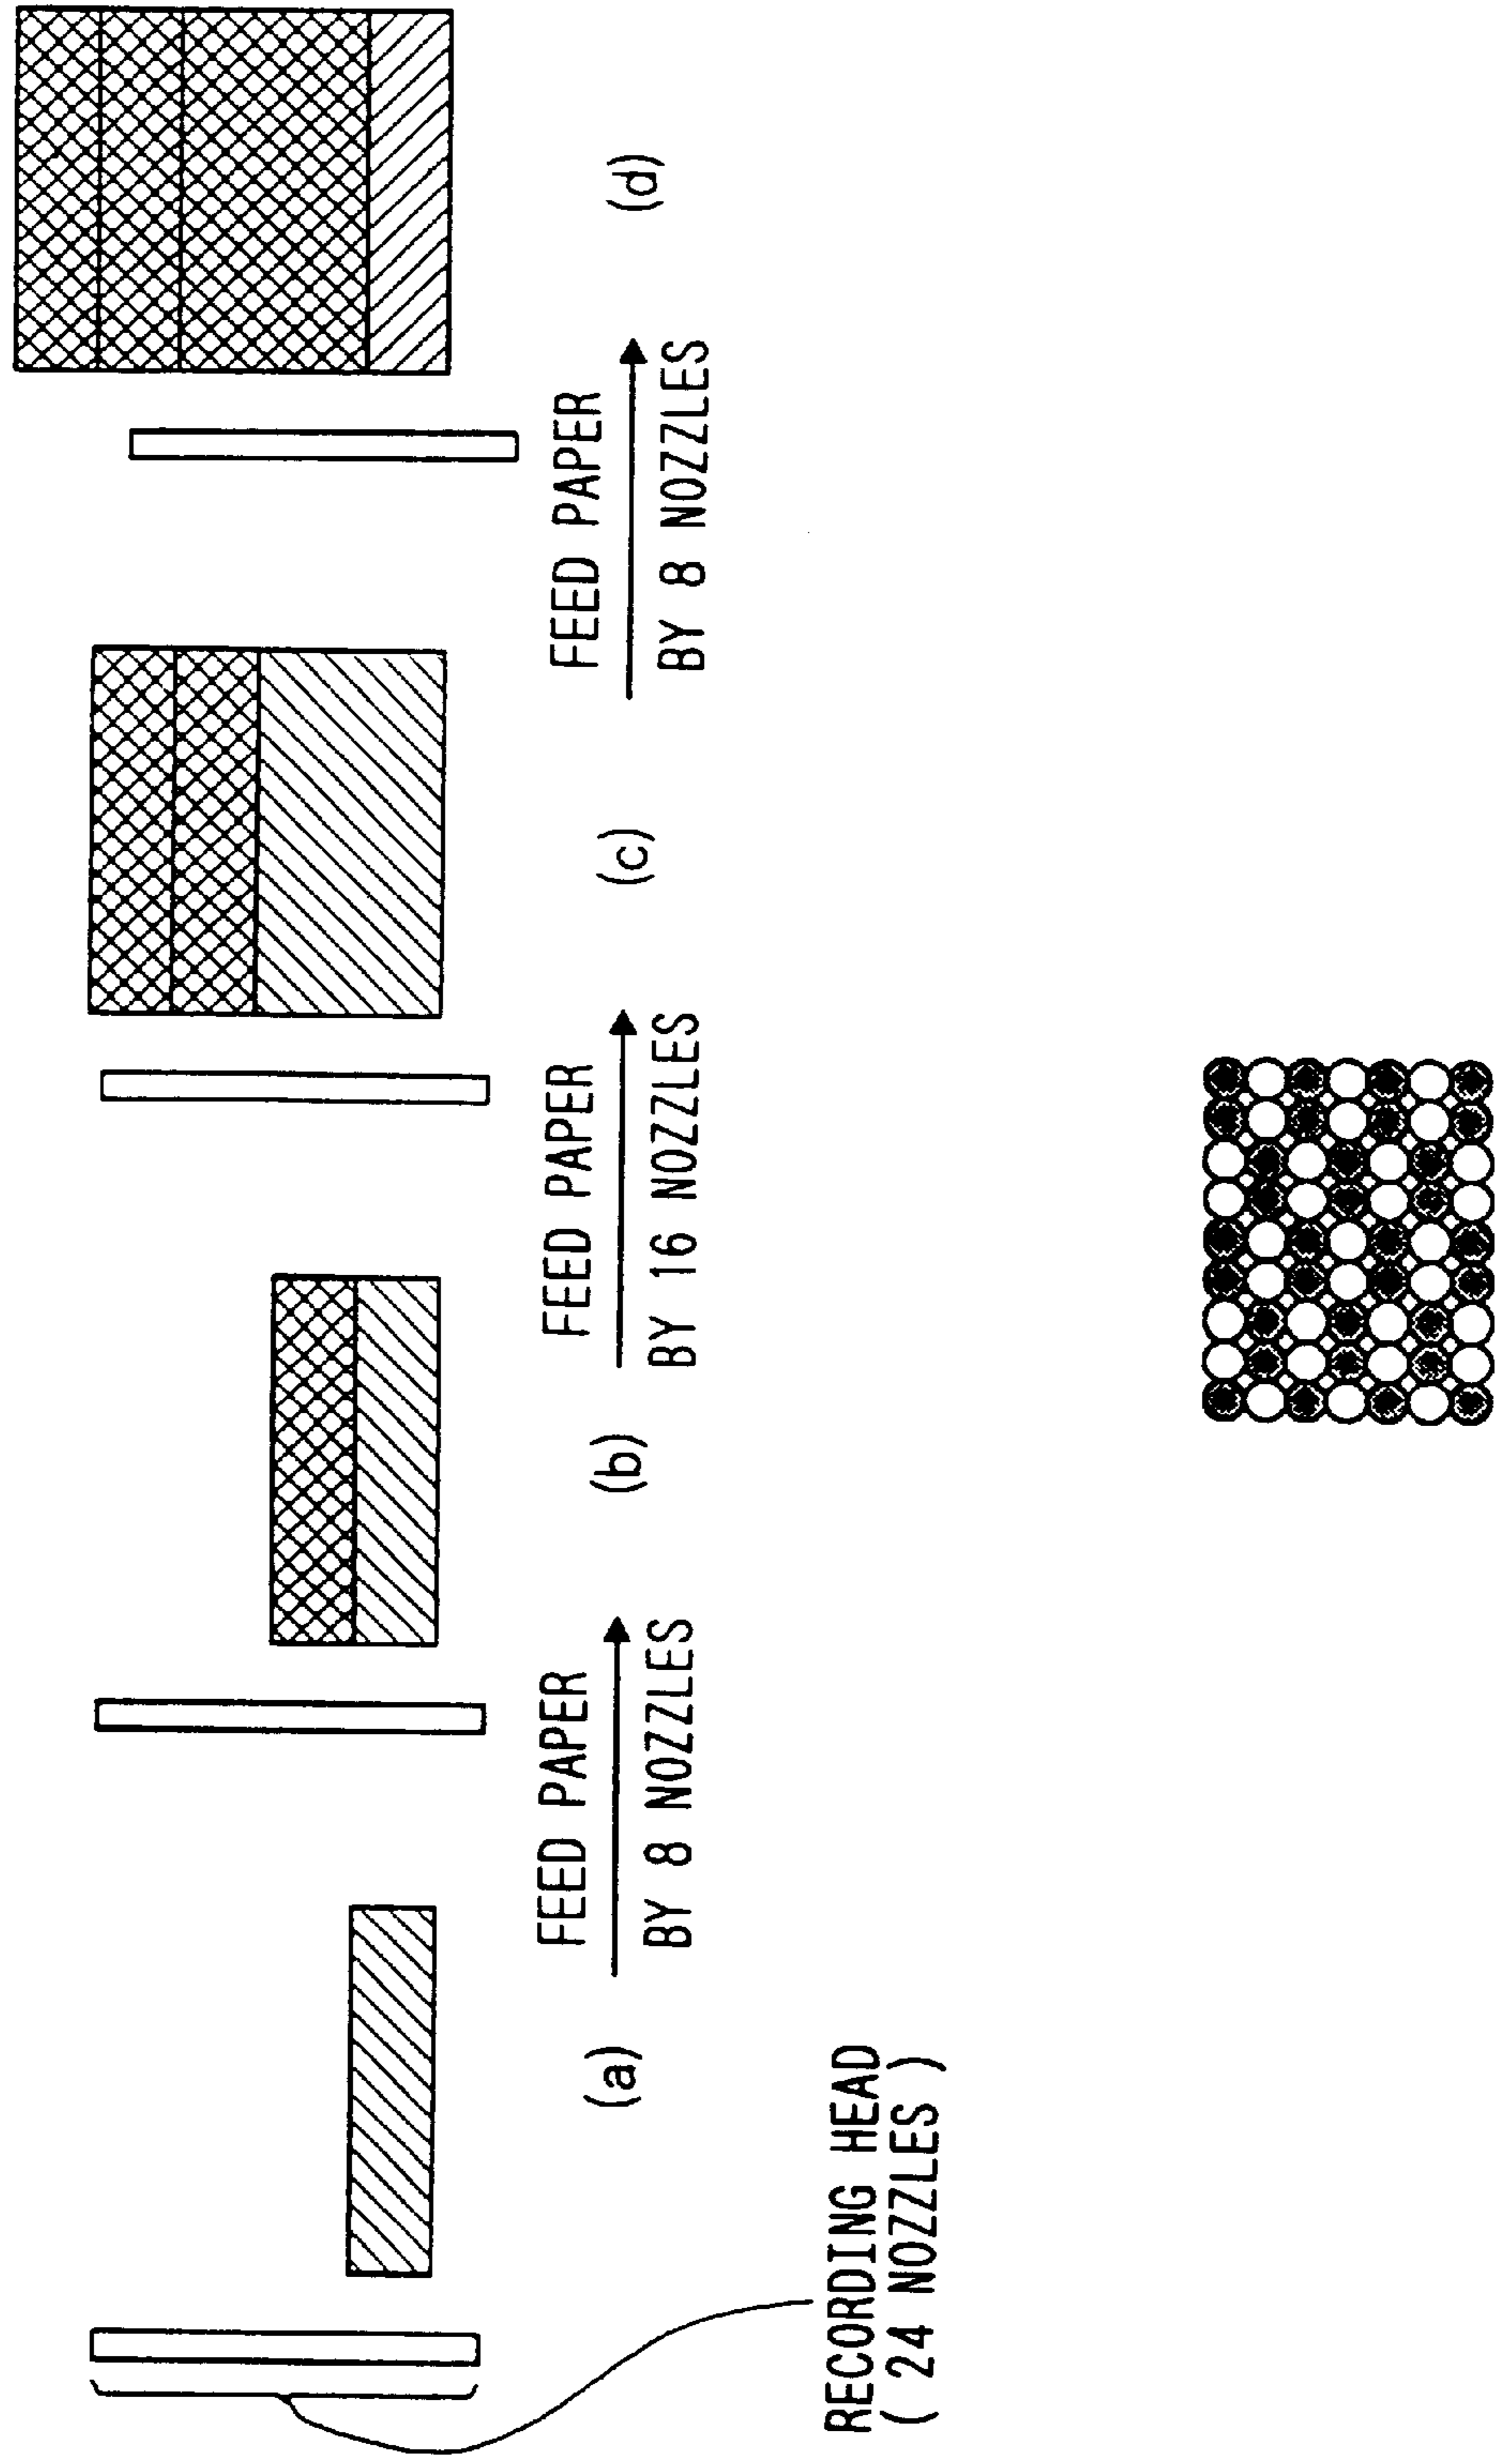 RECORDING HEAD
( 24 NOZZLES )
(a)
FEED PAPER
BY 8 NOZZLES
(b)
FEED PAPER
BY 16 NOZZLES
(c)
FEED PAPER
BY 8 NOZZLES
(d)